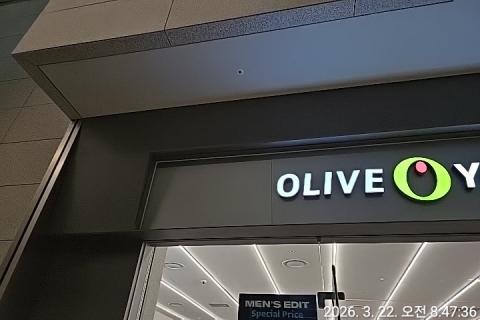 OLIVE Y
MEN'S EDIT
Special Price
2026. 3. 22. 오전 8:47:36